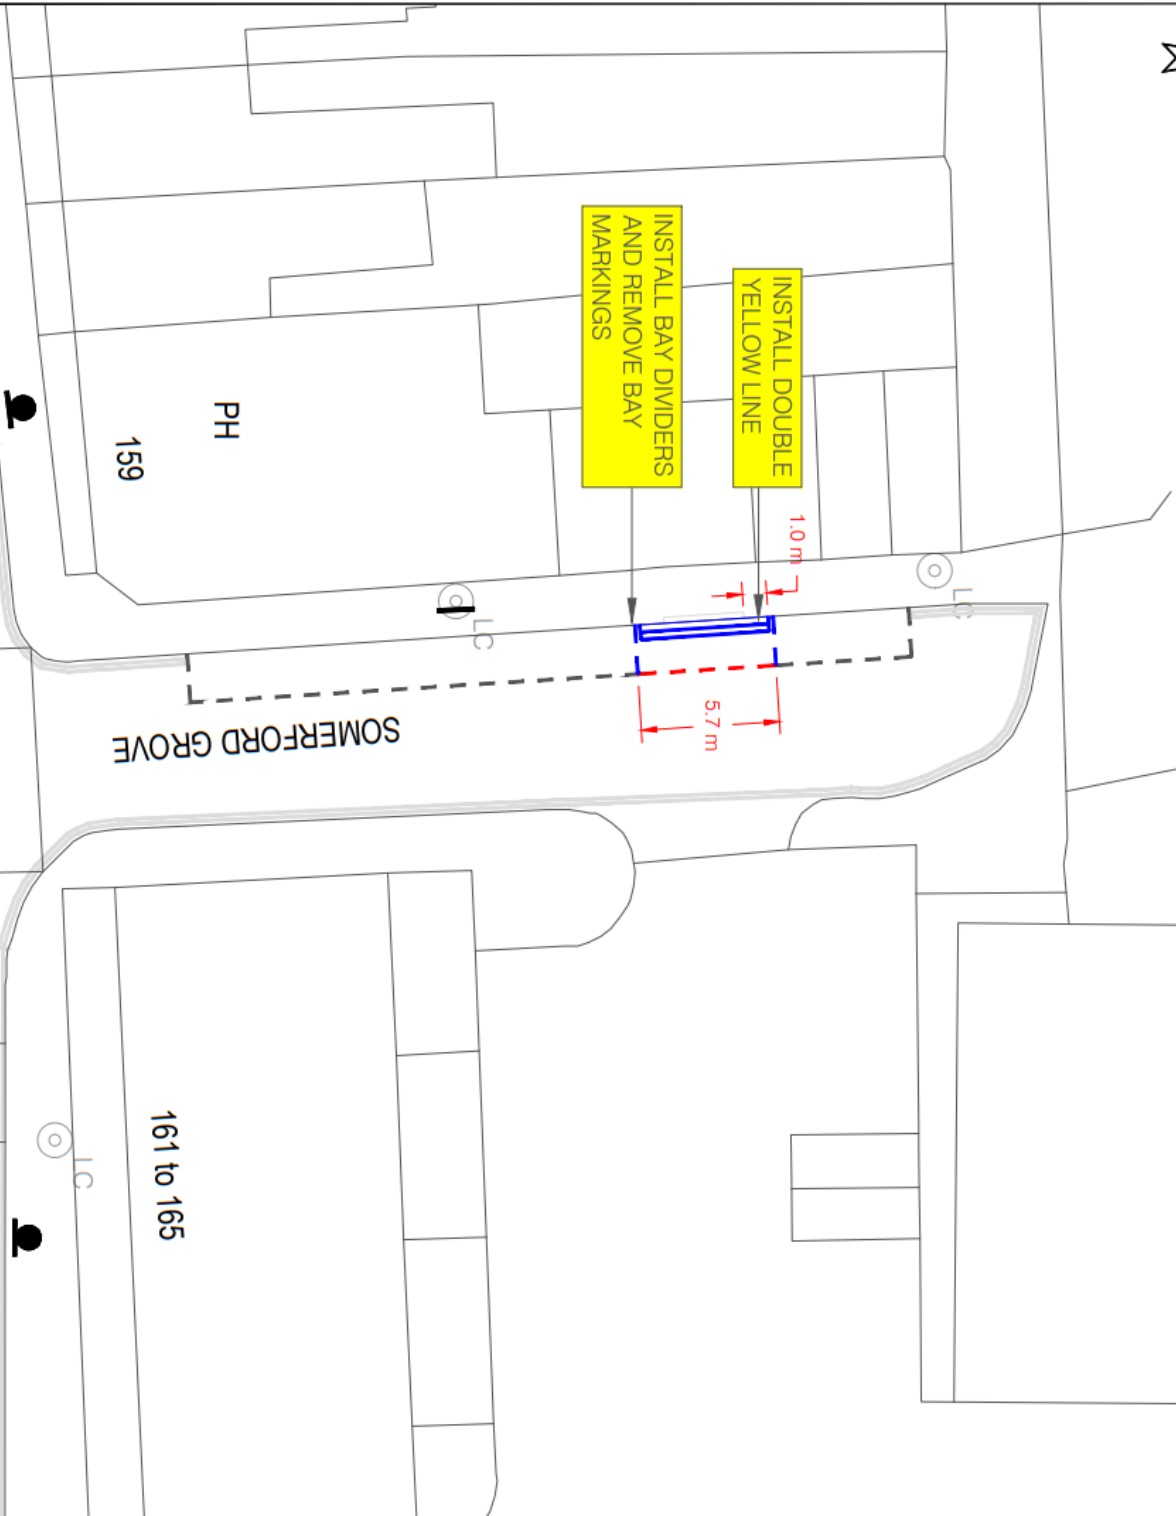 INSTALL BAY DIVIDERS
AND REMOVE BAY
MARKINGS
INSTALL DOUBLE
YELLOW LINE
PH
159
1.0 m
LC
LC
5.7 m
SOMERFORD GROVE
161 to 165
LC